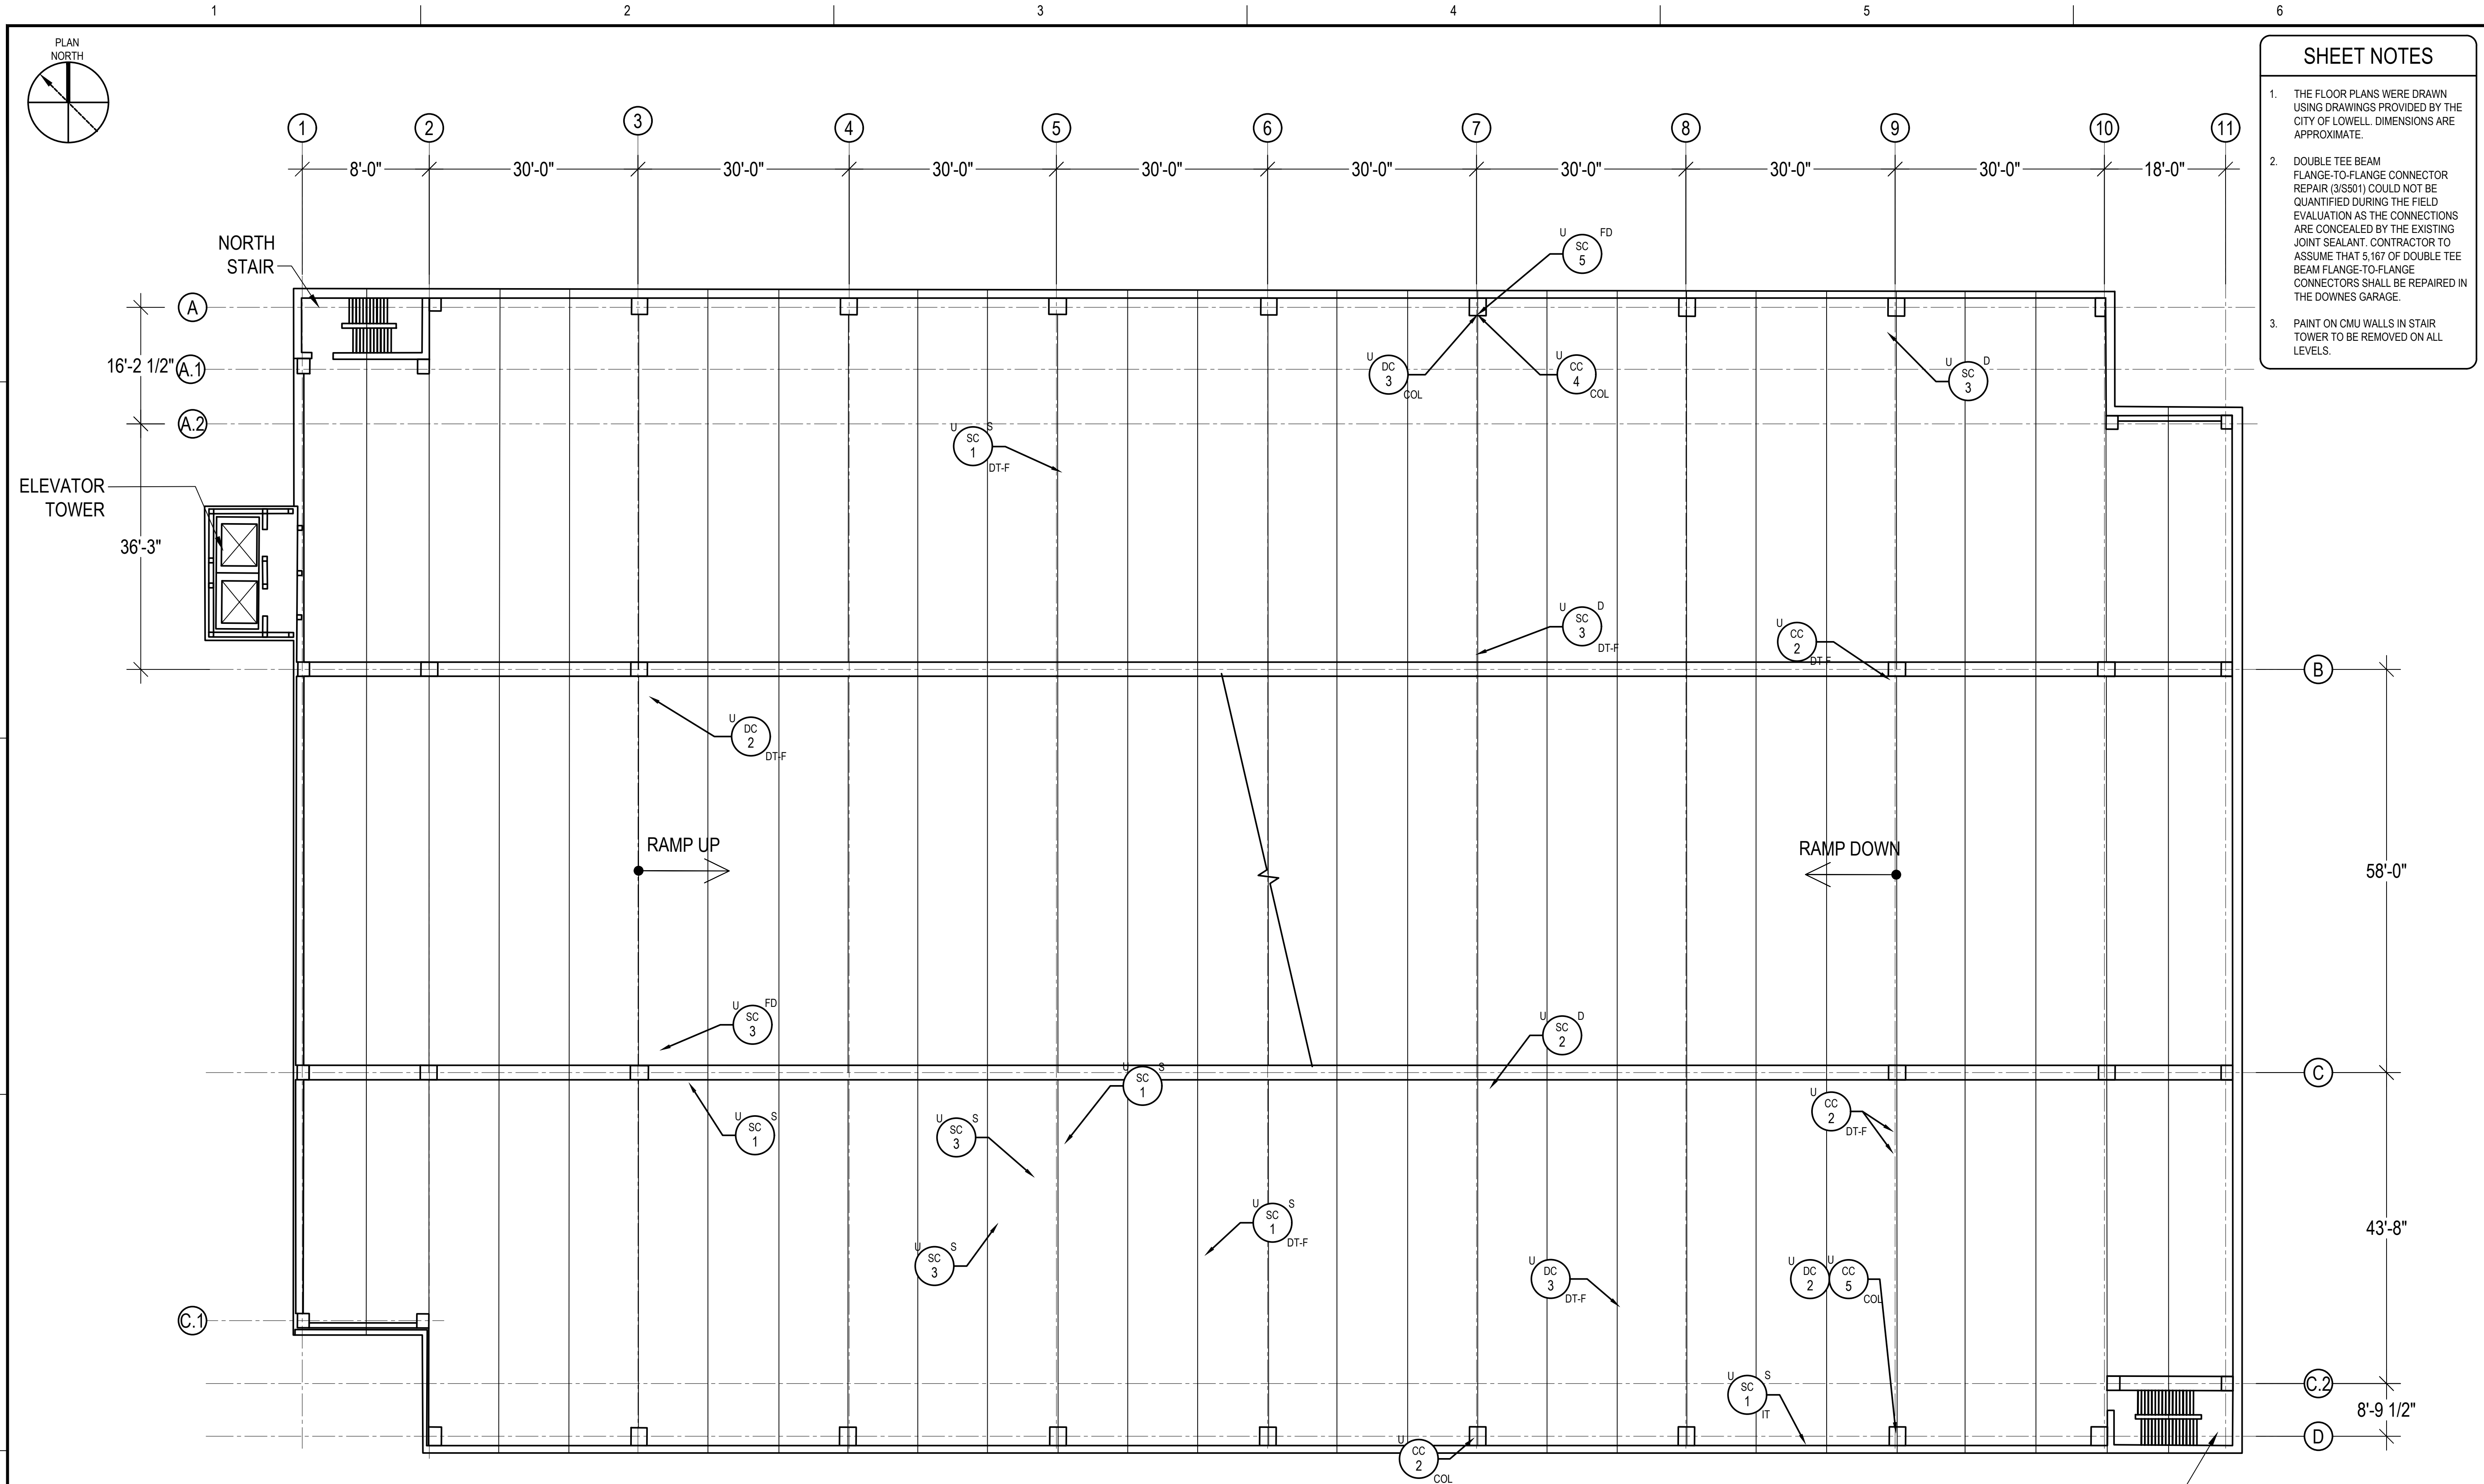 1 2 3 4 5 6
PLAN
NORTH
SHEET NOTES
1. THE FLOOR PLANS WERE DRAWN
USING DRAWINGS PROVIDED BY THE
CITY OF LOWELL. DIMENSIONS ARE
APPROXIMATE.
2. DOUBLE TEE BEAM
FLANGE-TO-FLANGE CONNECTOR
REPAIR (3/S501) COULD NOT BE
QUANTIFIED DURING THE FIELD
EVALUATION AS THE CONNECTIONS
ARE CONCEALED BY THE EXISTING
JOINT SEALANT. CONTRACTOR TO
ASSUME THAT 5,167 OF DOUBLE TEE
BEAM FLANGE-TO-FLANGE
CONNECTORS SHALL BE REPAIRED IN
THE DOWNES GARAGE.
3. PAINT ON CMU WALLS IN STAIR
TOWER TO BE REMOVED ON ALL
LEVELS.
1 2 3 4 5 6 7 8 9 10 11
8'-0" 30'-0" 30'-0" 30'-0" 30'-0" 30'-0" 30'-0" 30'-0" 30'-0" 18'-0"
NORTH
STAIR
U FD
SC
5
A
16'-2 1/2"
A.1
U
DC
3
COL
U
CC
4
COL
U D
SC
3
A.2
U S
SC
1
DT-F
ELEVATOR
TOWER
36'-3"
U D
SC
3
DT-F
U
CC
2
DT-F
B
U
DC
2
DT-F
RAMP UP
RAMP DOWN
58'-0"
U FD
SC
3
U D
SC
2
C
U S
SC
1
U S
SC
1
U S
SC
3
U
CC
2
DT-F
U S
SC
1
DT-F
43'-8"
U S
SC
3
U
DC
3
DT-F
U
DC
2
U
CC
5
COL
C.1
U S
SC
1
IT
C.2
8'-9 1/2"
D
U
CC
2
COL